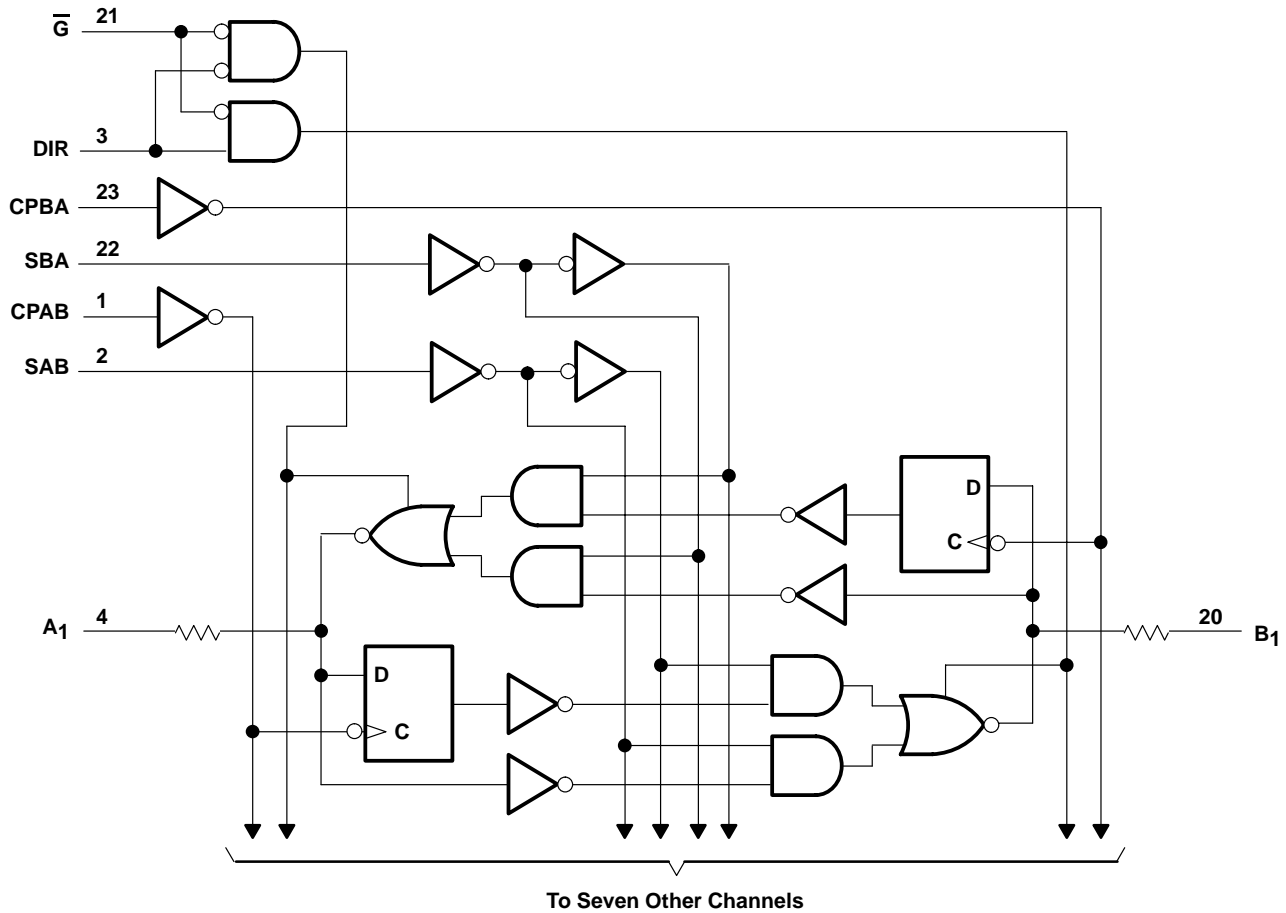 G̅ 21
DIR 3
CPBA 23
SBA 22
CPAB 1
SAB 2
D
C
A1 4
20 B1
D
C
To Seven Other Channels